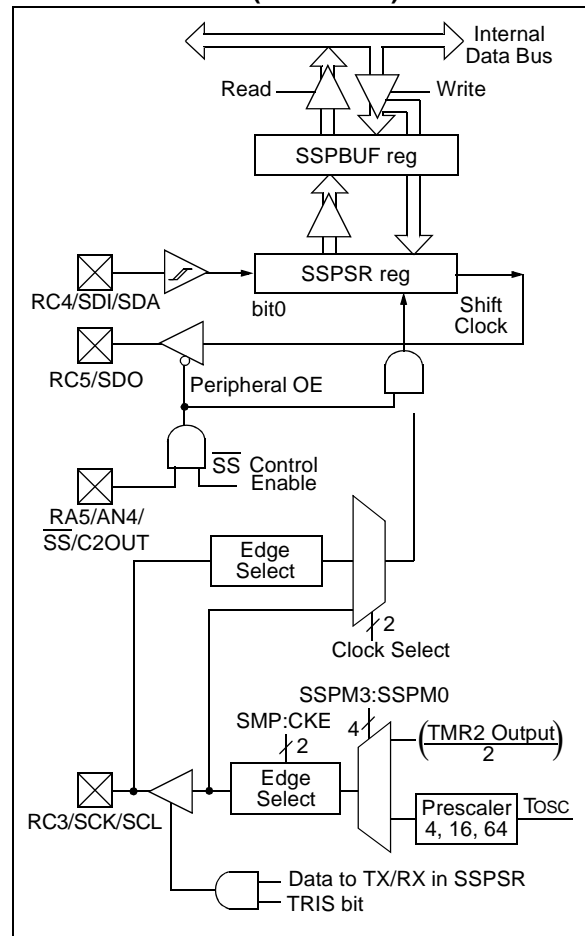 Internal
Data Bus
Read
Write
SSPBUF reg
SSPSR reg
RC4/SDI/SDA
bit0
Shift
Clock
RC5/SDO
Peripheral OE
SS Control
Enable
RA5/AN4/
SS/C2OUT
Edge
Select
2
Clock Select
SSPM3:SSPM0
SMP:CKE
4
(TMR2 Output
2)
2
Edge
Select
Prescaler
4, 16, 64
TOSC
RC3/SCK/SCL
Data to TX/RX in SSPSR
TRIS bit